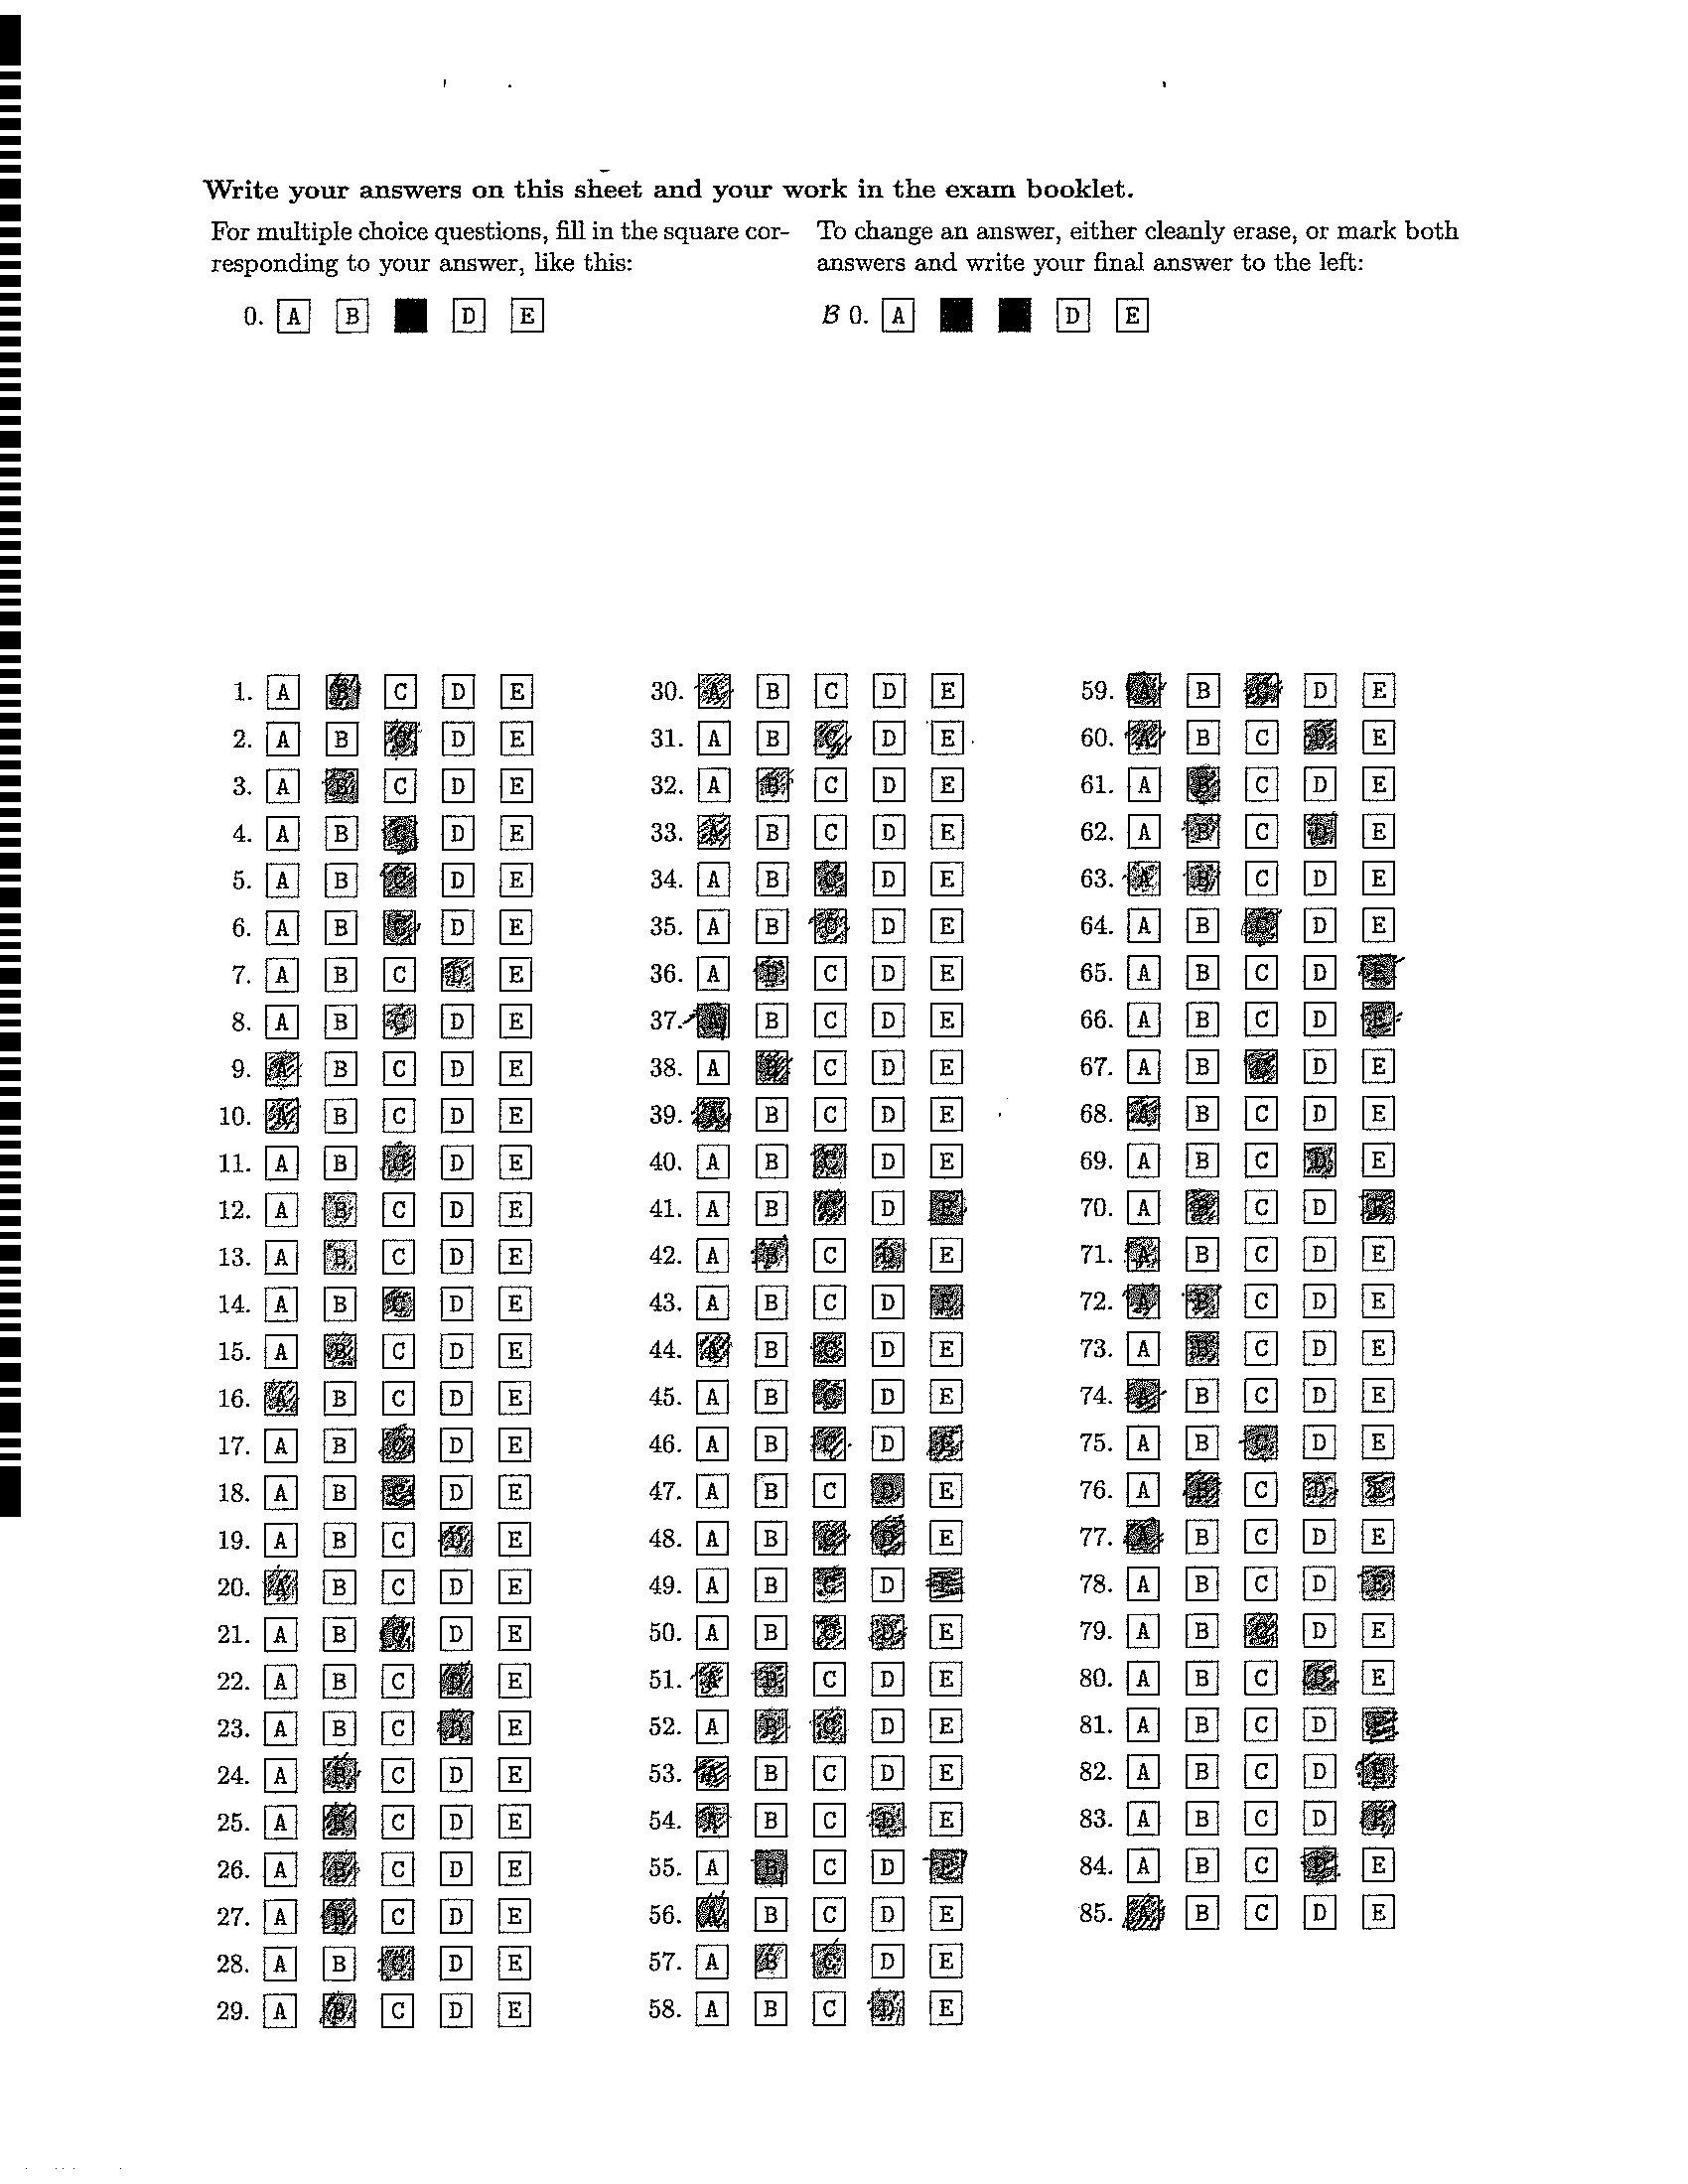 Write your answers on this sheet and your work in the exam booklet.
For multiple choice questions, fill in the square cor-
responding to your answer, like this:
0. A B D E
To change an answer, either cleanly erase, or mark both
answers and write your final answer to the left:
B 0. A D E
1. A B C D E
2. A B C D E
3. A B C D E
4. A B C D E
5. A B C D E
6. A B C D E
7. A B C D E
8. A B C D E
9. A B C D E
10. A B C D E
11. A B C D E
12. A B C D E
13. A B C D E
14. A B C D E
15. A B C D E
16. A B C D E
17. A B C D E
18. A B C D E
19. A B C D E
20. A B C D E
21. A B C D E
22. A B C D E
23. A B C D E
24. A B C D E
25. A B C D E
26. A B C D E
27. A B C D E
28. A B C D E
29. A B C D E
30. A B C D E
31. A B C D E
32. A B C D E
33. A B C D E
34. A B C D E
35. A B C D E
36. A B C D E
37. A B C D E
38. A B C D E
39. A B C D E
40. A B C D E
41. A B C D E
42. A B C D E
43. A B C D E
44. A B C D E
45. A B C D E
46. A B C D E
47. A B C D E
48. A B C D E
49. A B C D E
50. A B C D E
51. A B C D E
52. A B C D E
53. A B C D E
54. A B C D E
55. A B C D E
56. A B C D E
57. A B C D E
58. A B C D E
59. A B C D E
60. A B C D E
61. A B C D E
62. A B C D E
63. A B C D E
64. A B C D E
65. A B C D E
66. A B C D E
67. A B C D E
68. A B C D E
69. A B C D E
70. A B C D E
71. A B C D E
72. A B C D E
73. A B C D E
74. A B C D E
75. A B C D E
76. A B C D E
77. A B C D E
78. A B C D E
79. A B C D E
80. A B C D E
81. A B C D E
82. A B C D E
83. A B C D E
84. A B C D E
85. A B C D E